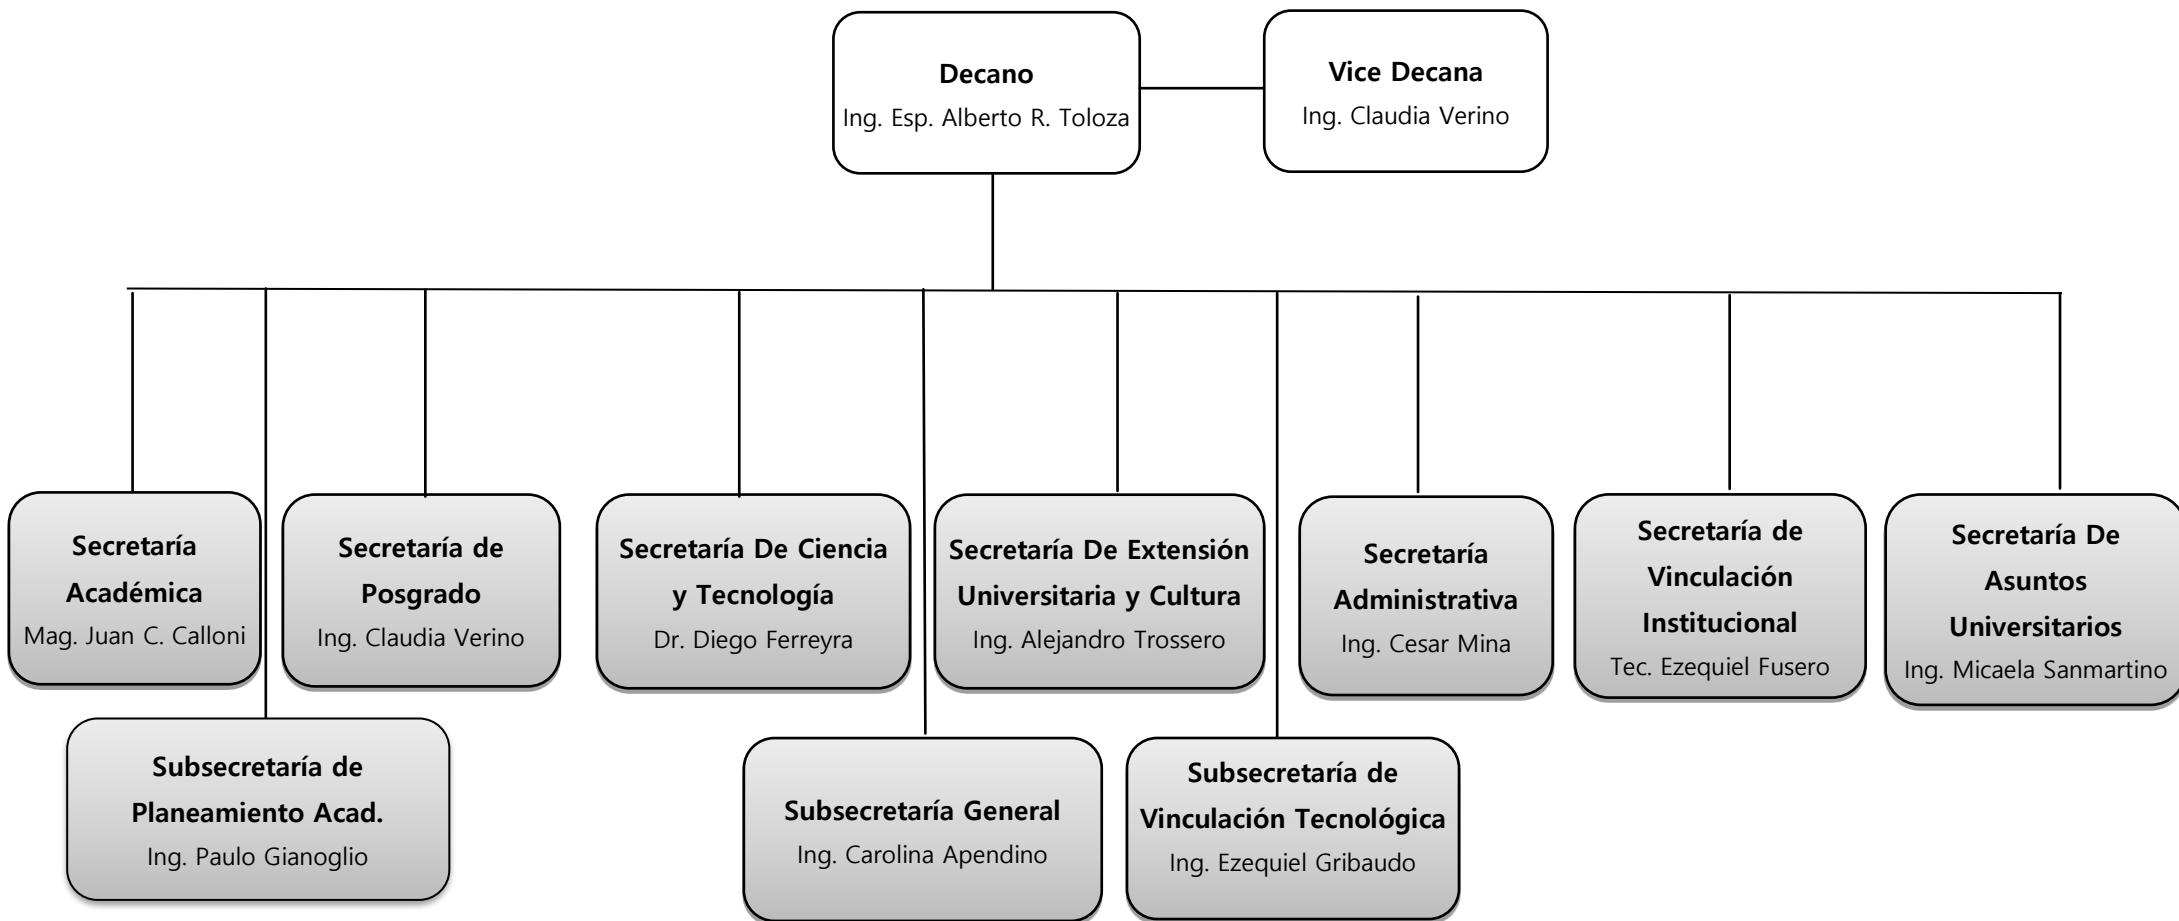 Decano
Ing. Esp. Alberto R. Toloza
Vice Decana
Ing. Claudia Verino
Secretaría
Académica
Mag. Juan C. Calloni
Secretaría de
Posgrado
Ing. Claudia Verino
Secretaría De Ciencia
y Tecnología
Dr. Diego Ferreyra
Secretaría De Extensión
Universitaria y Cultura
Ing. Alejandro Trossero
Secretaría
Administrativa
Ing. Cesar Mina
Secretaría de
Vinculación
Institucional
Tec. Ezequiel Fusero
Secretaría De
Asuntos
Universitarios
Ing. Micaela Sanmartino
Subsecretaría de
Planeamiento Acad.
Ing. Paulo Gianoglio
Subsecretaría General
Ing. Carolina Apendino
Subsecretaría de
Vinculación Tecnológica
Ing. Ezequiel Gribaudo